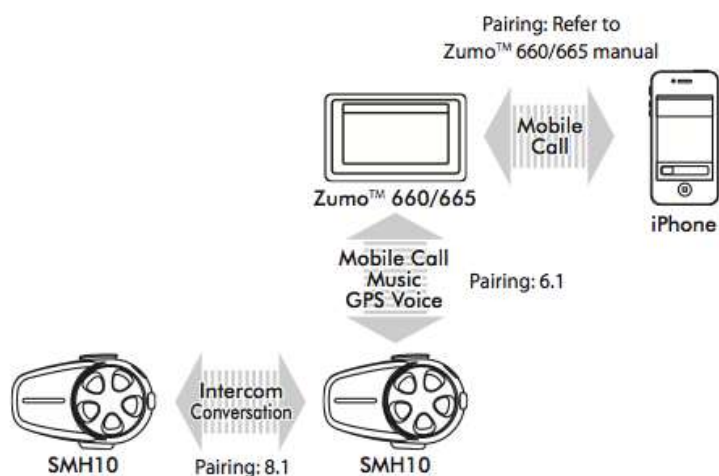 Pairing: Refer to
Zumo™ 660/665 manual
Mobile
Call
Zumo™ 660/665
iPhone
Mobile Call
Music
GPS Voice
Pairing: 6.1
Intercom
Conversation
SMH10
Pairing: 8.1
SMH10